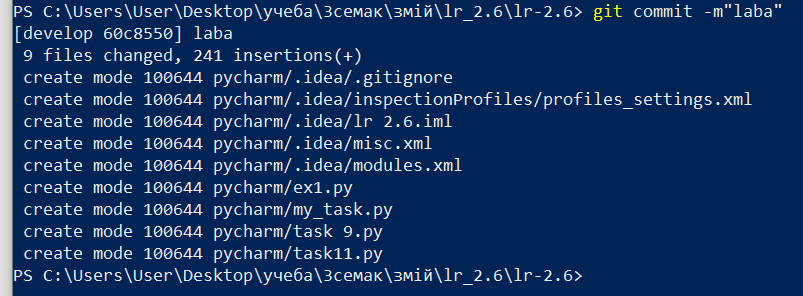 PS C:\Users\User\Desktop\учеба\3семак\змій\lr_2.6\lr-2.6> git commit -m"laba"
[develop 60c8550] laba
 9 files changed, 241 insertions(+)
 create mode 100644 pycharm/.idea/.gitignore
 create mode 100644 pycharm/.idea/inspectionProfiles/profiles_settings.xml
 create mode 100644 pycharm/.idea/lr 2.6.iml
 create mode 100644 pycharm/.idea/misc.xml
 create mode 100644 pycharm/.idea/modules.xml
 create mode 100644 pycharm/ex1.py
 create mode 100644 pycharm/my_task.py
 create mode 100644 pycharm/task 9.py
 create mode 100644 pycharm/task11.py
PS C:\Users\User\Desktop\учеба\3семак\змій\lr_2.6\lr-2.6>